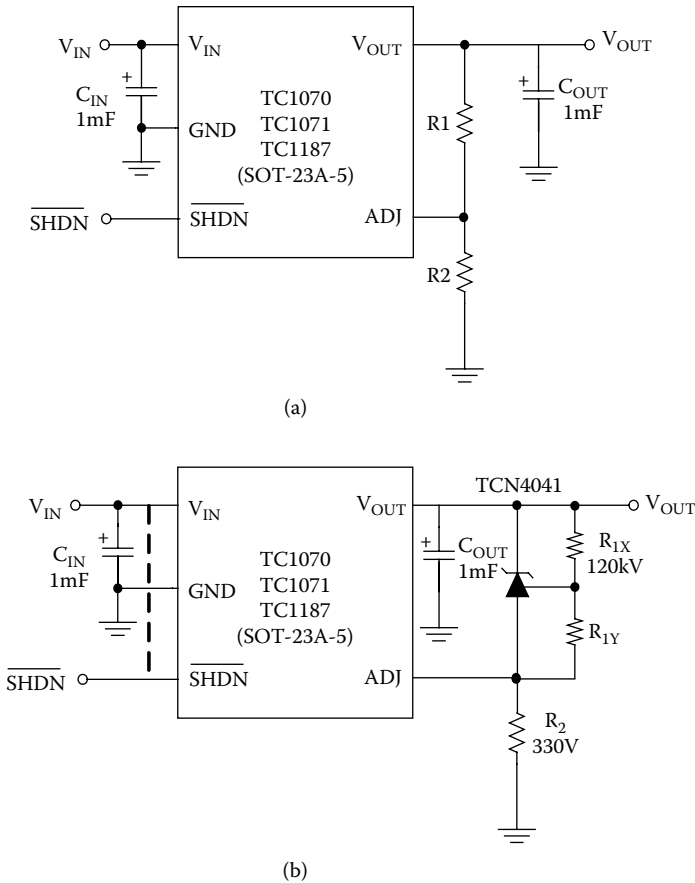 V_IN
V_IN
V_OUT
V_OUT
+
C_IN
1mF
TC1070
TC1071
TC1187
(SOT-23A-5)
+
C_OUT
1mF
R1
GND
SHDN
SHDN
ADJ
R2
(a)
TCN4041
V_IN
V_IN
V_OUT
V_OUT
+
C_IN
1mF
TC1070
TC1071
TC1187
(SOT-23A-5)
+
C_OUT
1mF
R_1X
120kV
GND
R_1Y
SHDN
SHDN
ADJ
R_2
330V
(b)